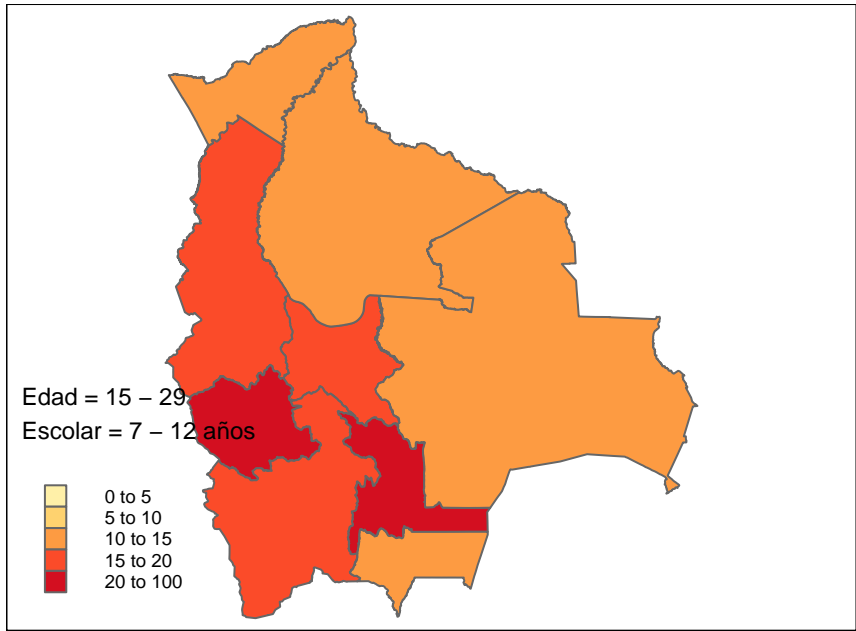 Edad = 15 – 29
Escolar = 7 – 12 años
0 to 5
5 to 10
10 to 15
15 to 20
20 to 100